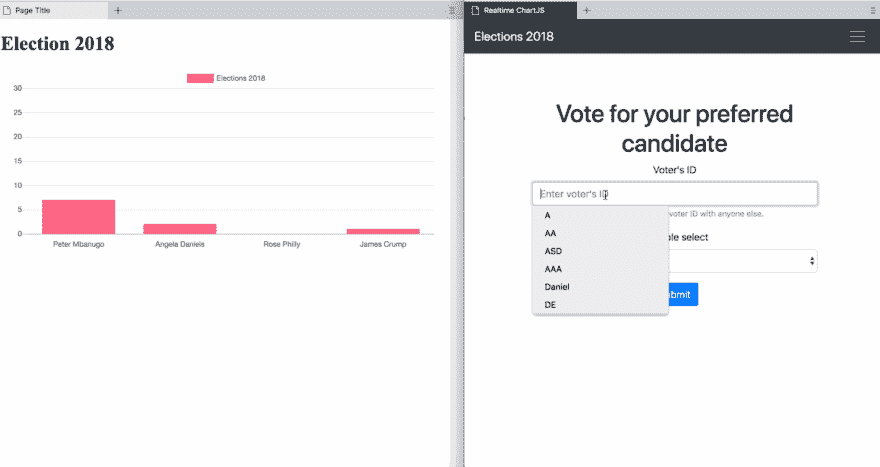 Page Title
Election 2018
Elections 2018
30
25
20
15
10
5
0
Peter Mbanugo
Angela Daniels
Rose Philly
James Crump
Realtime ChartJS
Elections 2018
Vote for your preferred
candidate
Voter's ID
Enter voter's ID
voter ID with anyone else.
A
AA
ple select
ASD
AAA
Daniel
bmit
DE